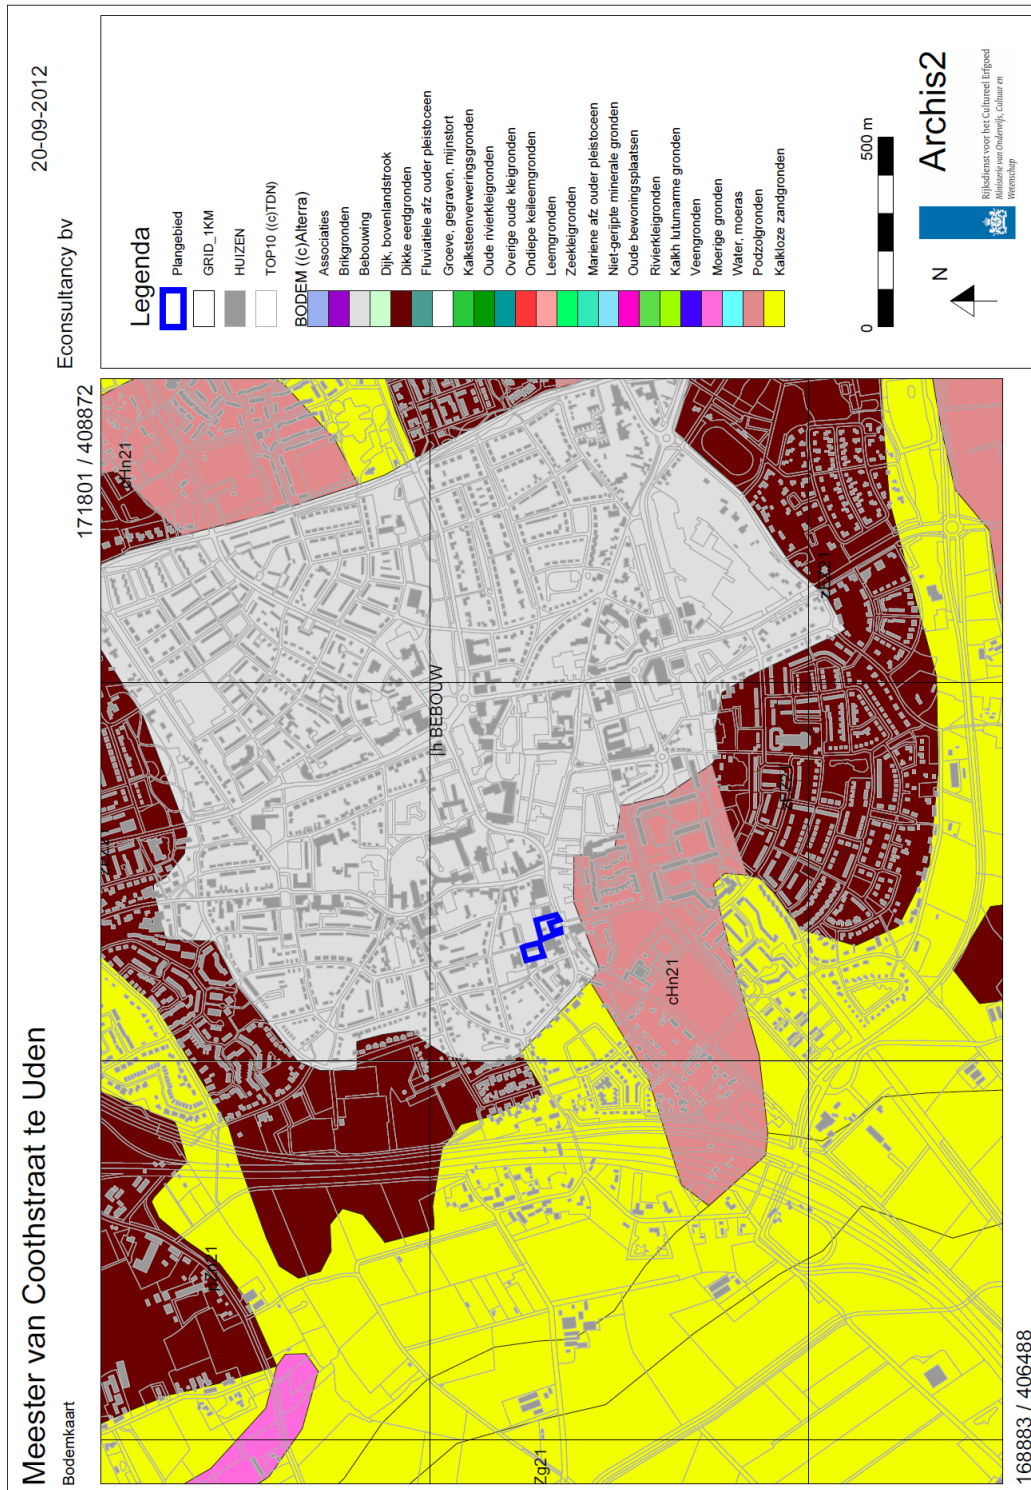 Meester van Coothstraat te Uden
Bodemkaart
Econsultancy bv
20-09-2012
171801 / 408872
168883 / 406488
cHn21
Ih BEBOUW
cHn21
Zg21
Legenda
Plangebied
GRID_1KM
HUIZEN
TOP10 ((c)TDN)
BODEM ((c)Alterra)
Associaties
Brikgronden
Bebouwing
Dijk, bovenlandstrook
Dikke eerdgronden
Fluviatiele afz ouder pleistoceen
Groeve, gegraven, mijnstort
Kalksteenverweringsgronden
Oude rivierkleigronden
Overige oude kleigronden
Ondiepe keileemgronden
Leemgronden
Zeekleigronden
Mariene afz ouder pleistoceen
Niet-gerijpte minerale gronden
Oude bewoningsplaatsen
Rivierkleigronden
Kalkh lutumarme gronden
Veengronden
Moerige gronden
Water, moeras
Podzolgronden
Kalkloze zandgronden
0
500 m
N
Archis2
Rijksdienst voor het Cultureel Erfgoed
Ministerie van Onderwijs, Cultuur en
Wetenschap